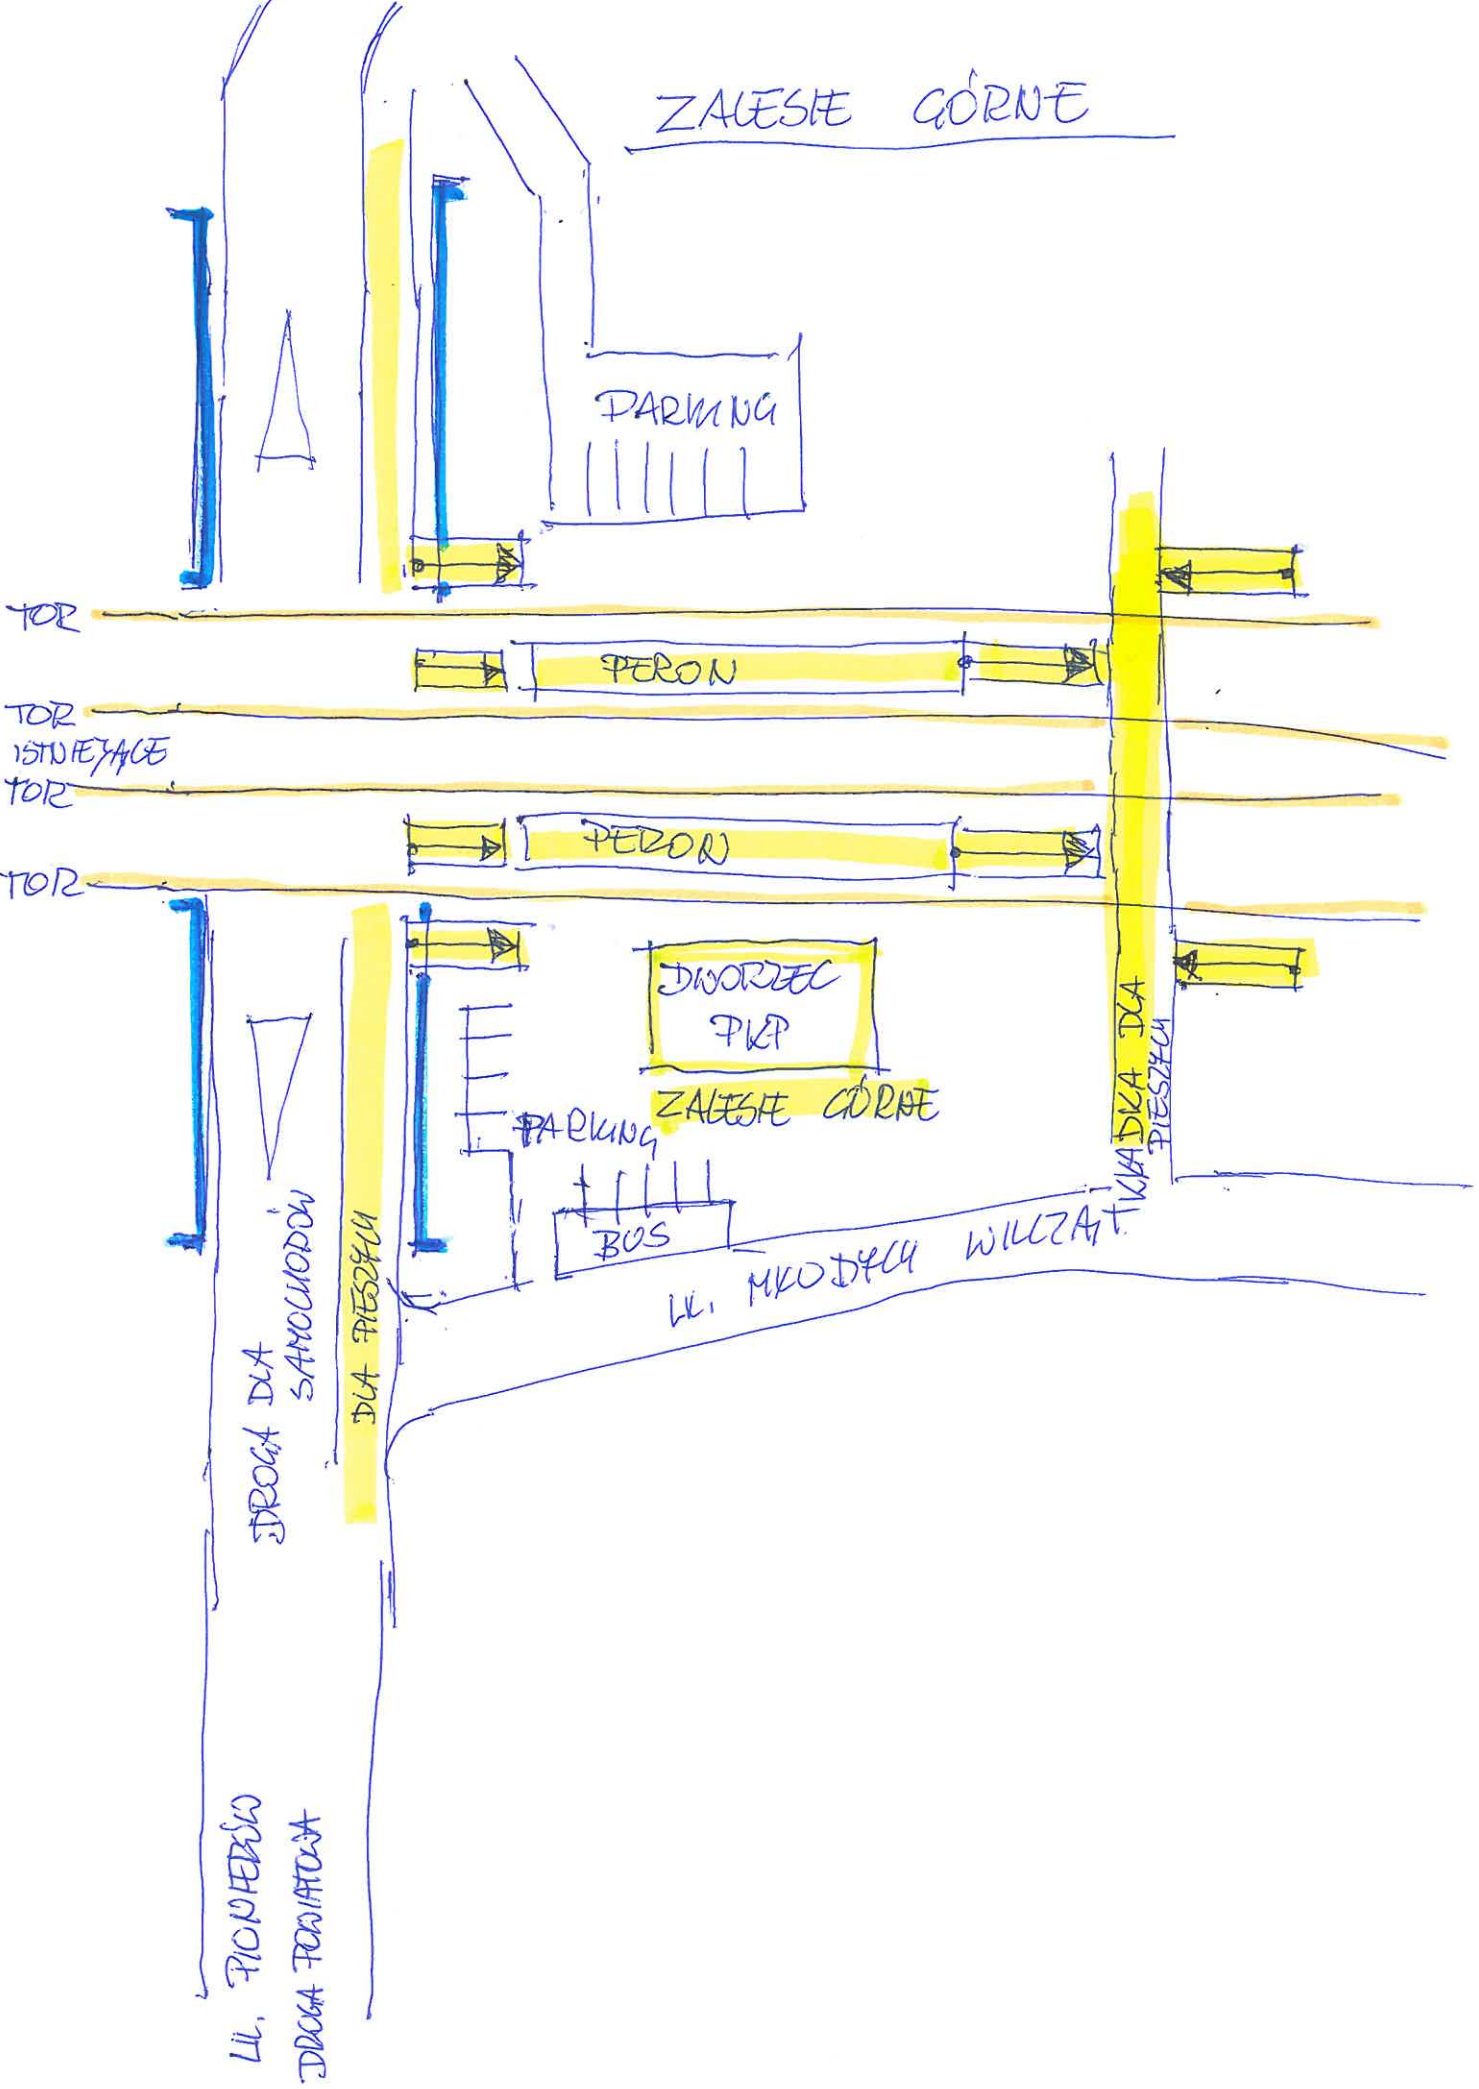 ZALESIE GÓRNE
PARKING
TOR
PERON
TOR
ISTNIEJĄCE
TOR
PERON
TOR
DWORZEC
PKP
ZALESIE GÓRNE
PARKING
BUS
UL. MŁODYCH WILCZĄT
KŁADKA DLA
PIESZYCH
DROGA DLA
SAMOCHODÓW
DLA PIESZYCH
UL. PIONIERÓW
DROGA POWIATOWA